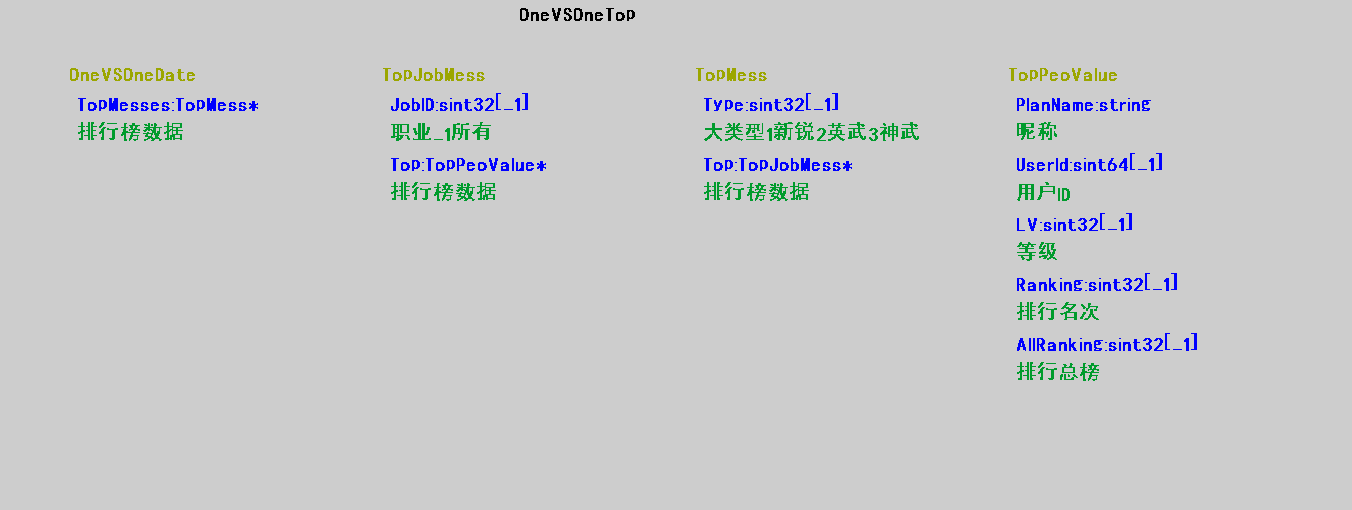 OneVSOneTop
OneVSOneDate
TopMesses:TopMess*
排行榜数据
TopJobMess
JobID:sint32[_1]
职业_1所有
Top:TopPeoValue*
排行榜数据
TopMess
Type:sint32[_1]
大类型1新锐2英武3神武
Top:TopJobMess*
排行榜数据
TopPeoValue
PlanName:string
昵称
UserId:sint64[_1]
用户ID
LV:sint32[_1]
等级
Ranking:sint32[_1]
排行名次
AllRanking:sint32[_1]
排行总榜